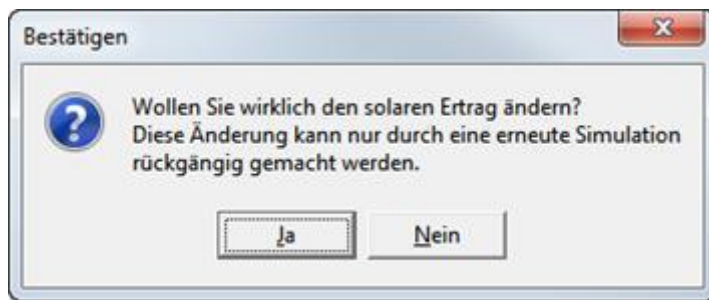 Bestätigen
Wollen Sie wirklich den solaren Ertrag ändern?
Diese Änderung kann nur durch eine erneute Simulation
rückgängig gemacht werden.
Ja
Nein